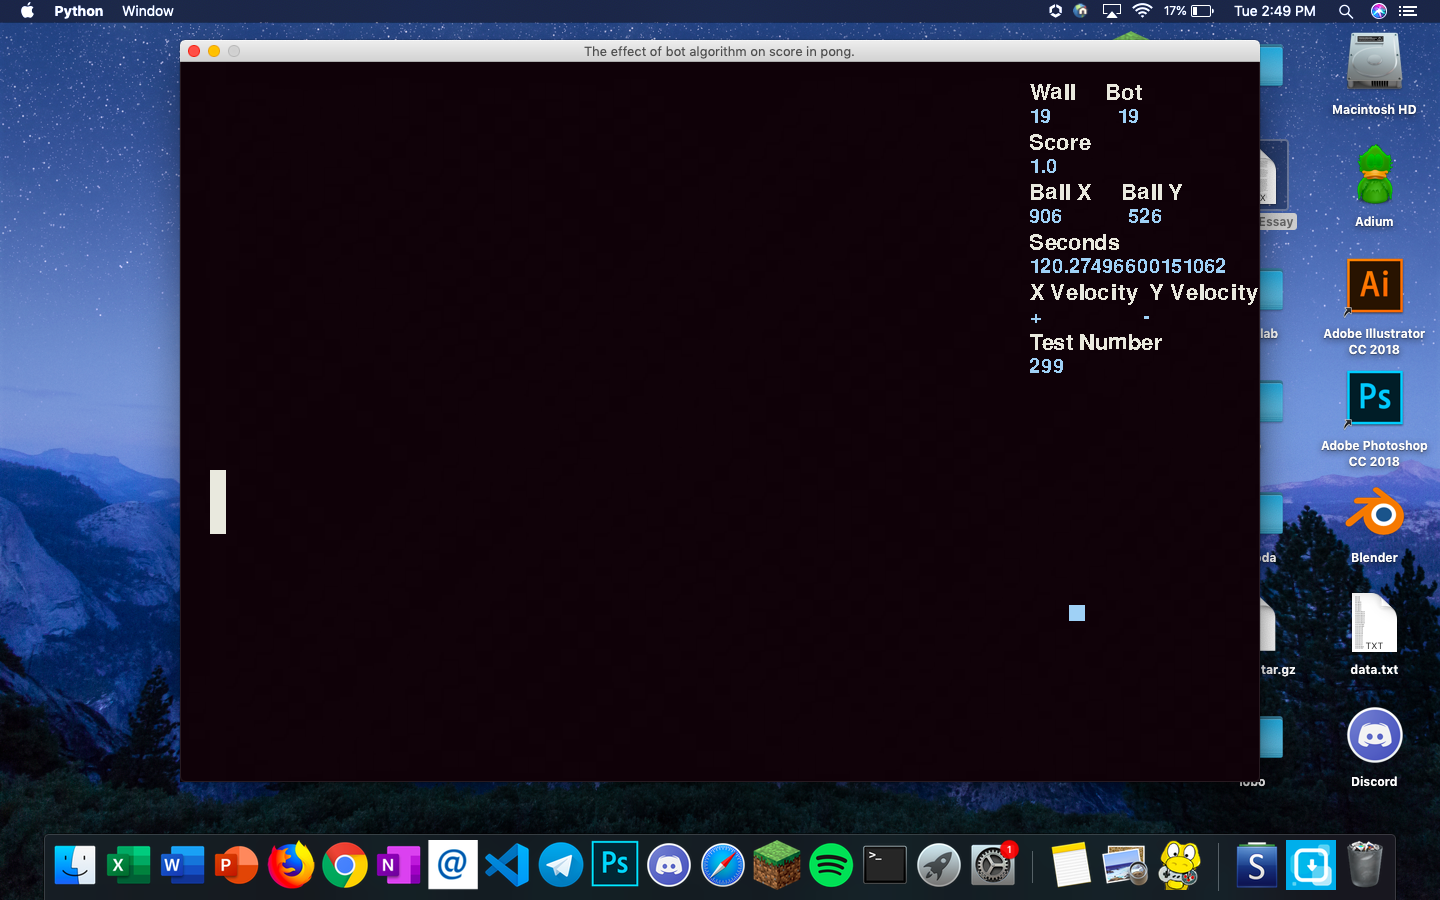 Python Window 17% Tue 2:49 PM
The effect of bot algorithm on score in pong.
Wall Bot
19 19
Score
1.0
Ball X Ball Y
906 526
Seconds
120.27496600151062
X Velocity Y Velocity
+ -
Test Number
299
Macintosh HD
X
Essay
Adium
Ai
lab
Adobe Illustrator
CC 2018
Ps
Adobe Photoshop
CC 2018
da
Blender
TXT
tar.gz
data.txt
Discord
X
W
P
N
@
Ps
>_
1
S